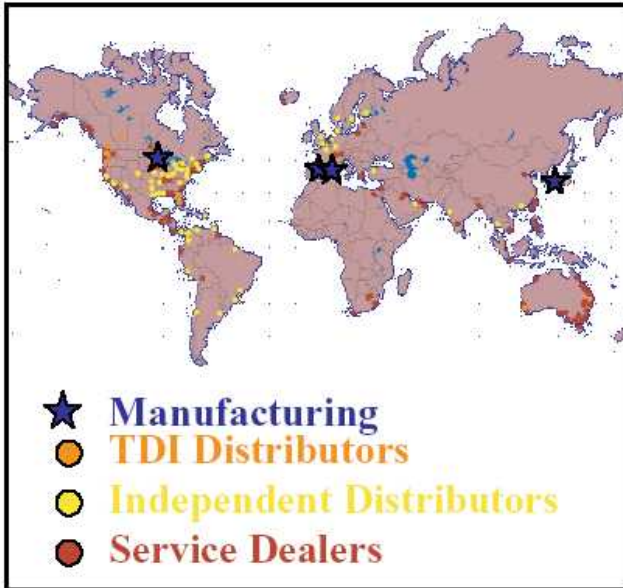 Manufacturing
TDI Distributors
Independent Distributors
Service Dealers